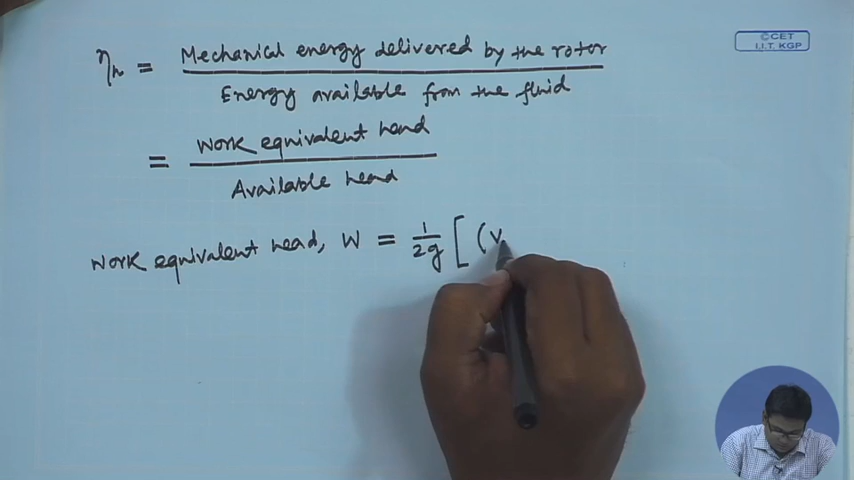 ©CET
I.I.T. KGP
ηh = Mechanical energy delivered by the rotor
Energy available from the fluid
= Work equivalent head
Available head
Work equivalent head, W = 1/2g [ (V